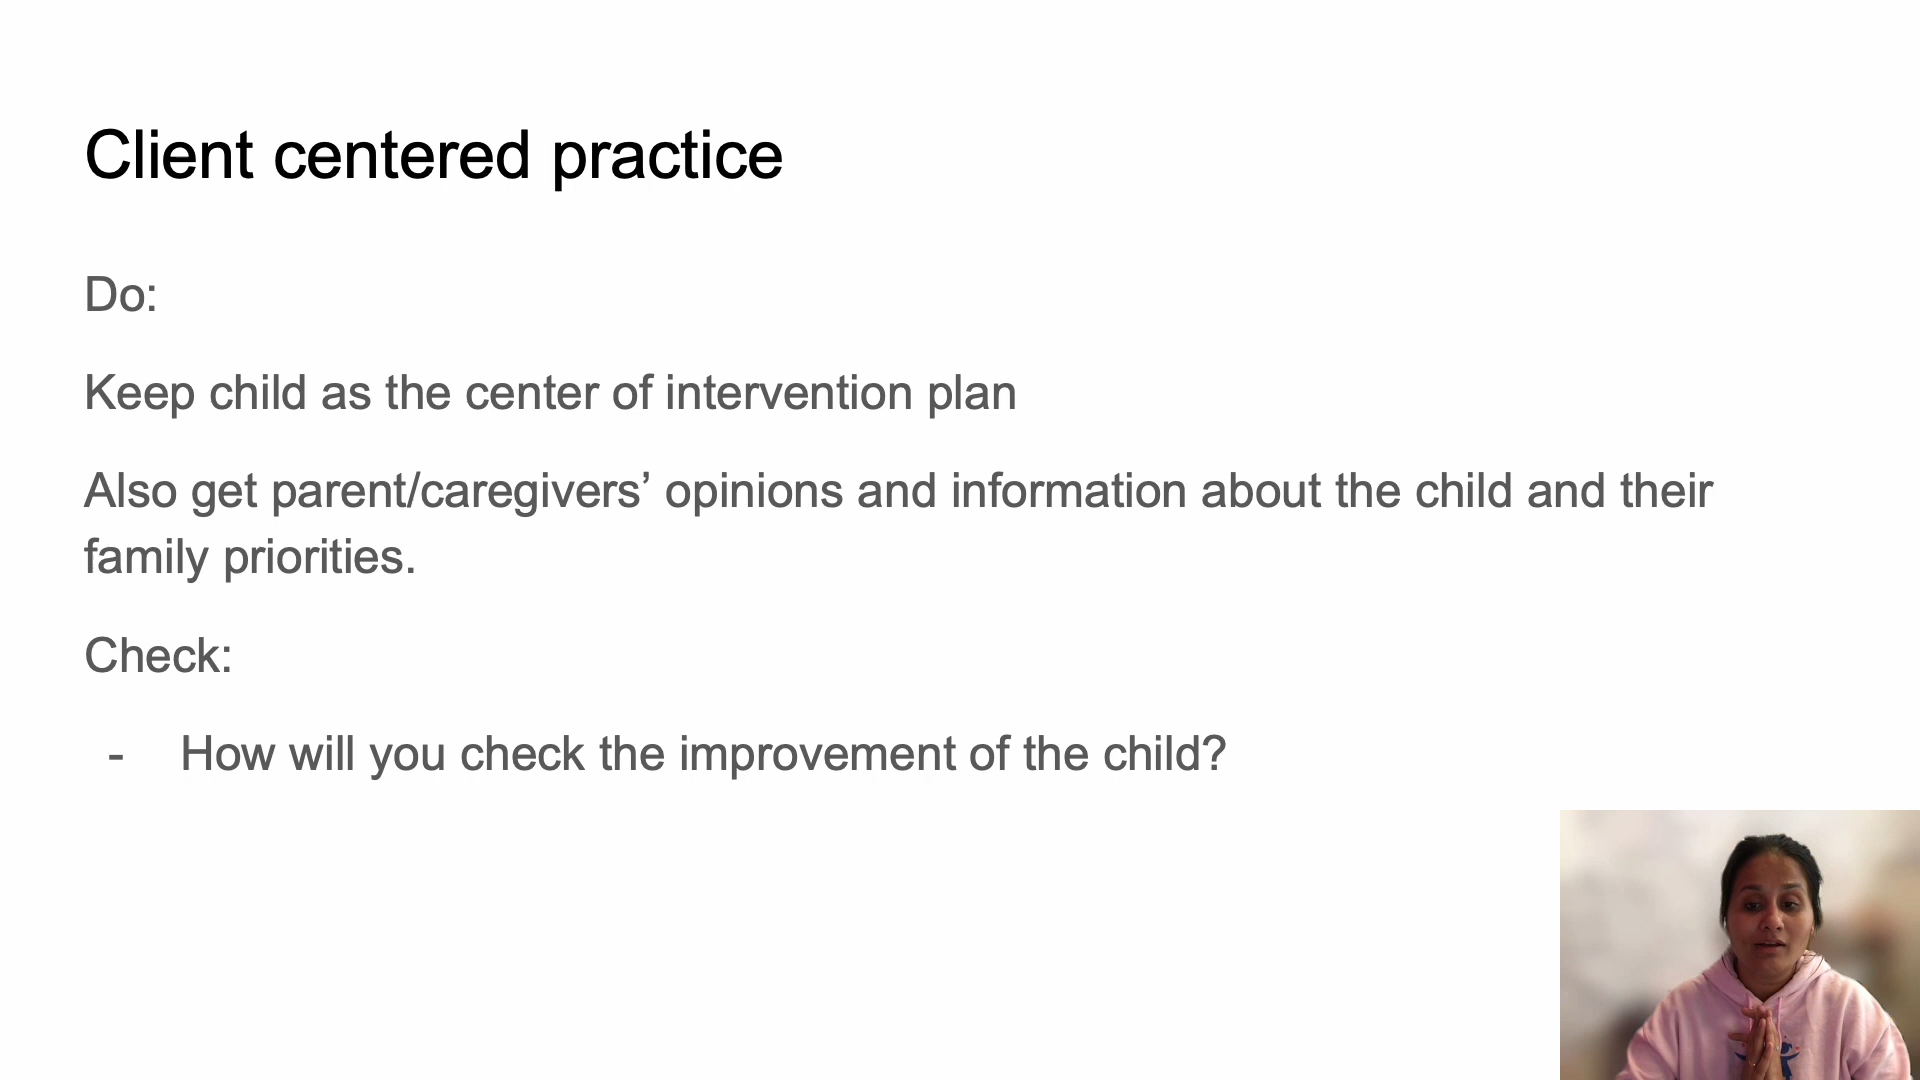 Client centered practice
Do:
Keep child as the center of intervention plan
Also get parent/caregivers’ opinions and information about the child and their
family priorities.
Check:
- How will you check the improvement of the child?